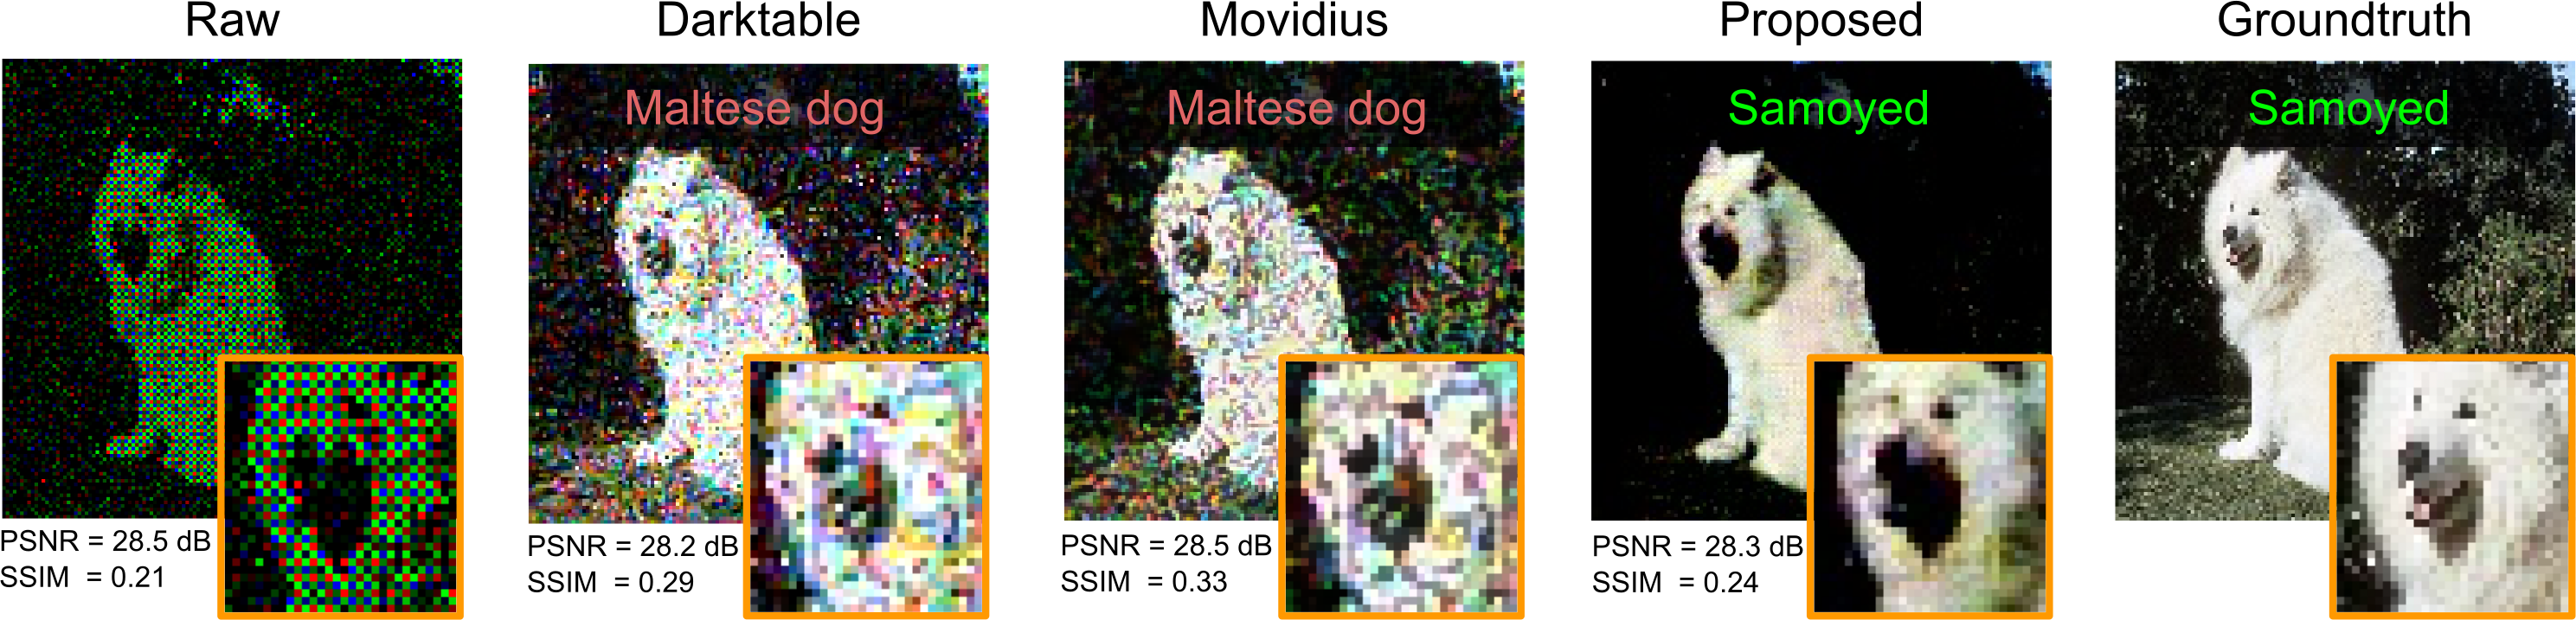 Raw
Darktable
Movidius
Proposed
Groundtruth
Maltese dog
Maltese dog
Samoyed
Samoyed
PSNR = 28.5 dB
SSIM = 0.21
PSNR = 28.2 dB
SSIM = 0.29
PSNR = 28.5 dB
SSIM = 0.33
PSNR = 28.3 dB
SSIM = 0.24